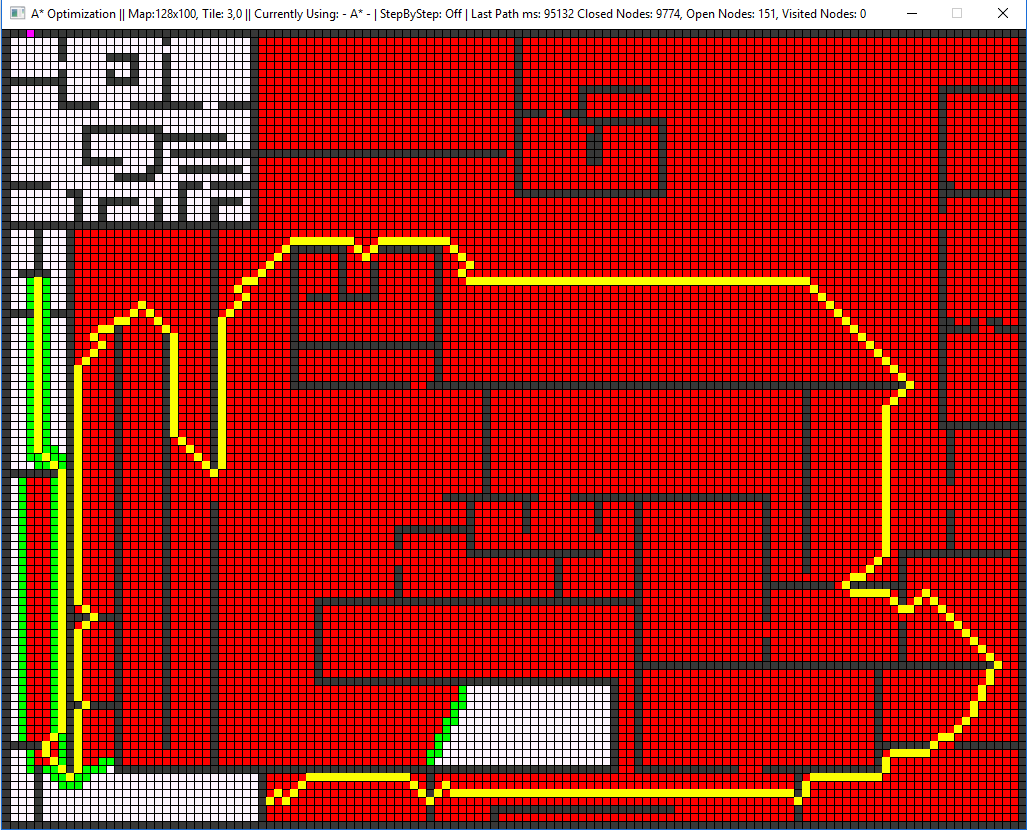 A* Optimization || Map:128x100, Tile: 3,0 || Currently Using: - A* - | StepByStep: Off | Last Path ms: 95132 Closed Nodes: 9774, Open Nodes: 151, Visited Nodes: 0